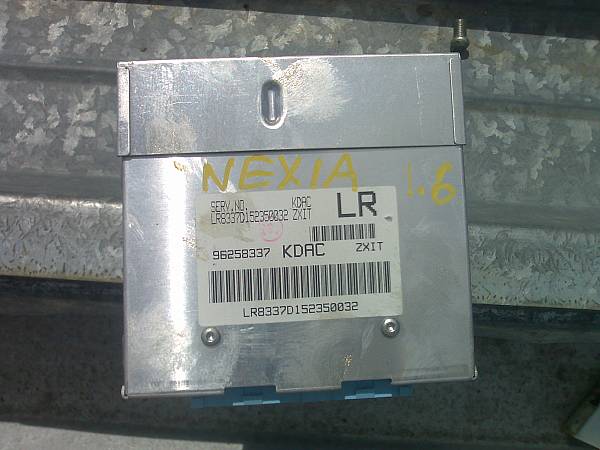 NEXIA 1.6
SERV.NO. KDAC LR
LR8337D152350032 ZXIT
96258337 KDAC ZXIT
LR8337D152350032